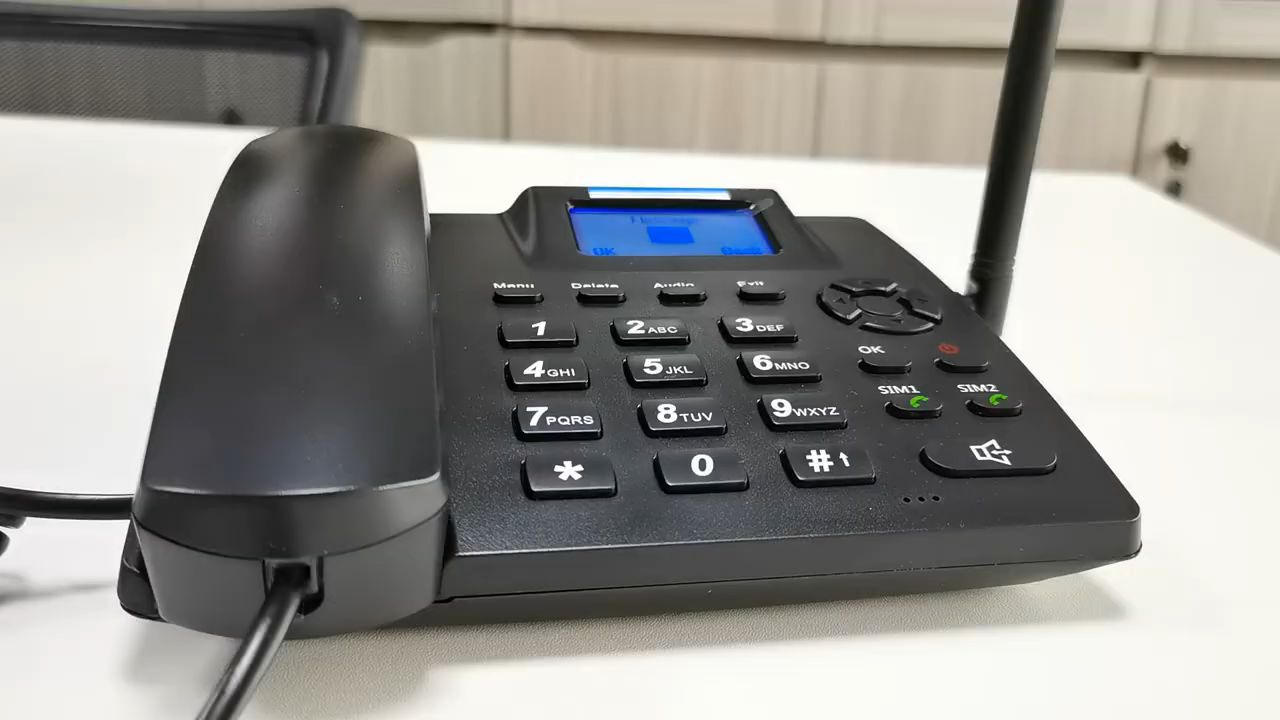 Message
OK Back
Menu Delete Audio Exit
1 2ABC 3DEF
OK
4GHI 5JKL 6MNO
SIM1 SIM2
7PQRS 8TUV 9WXYZ
* 0 #↑